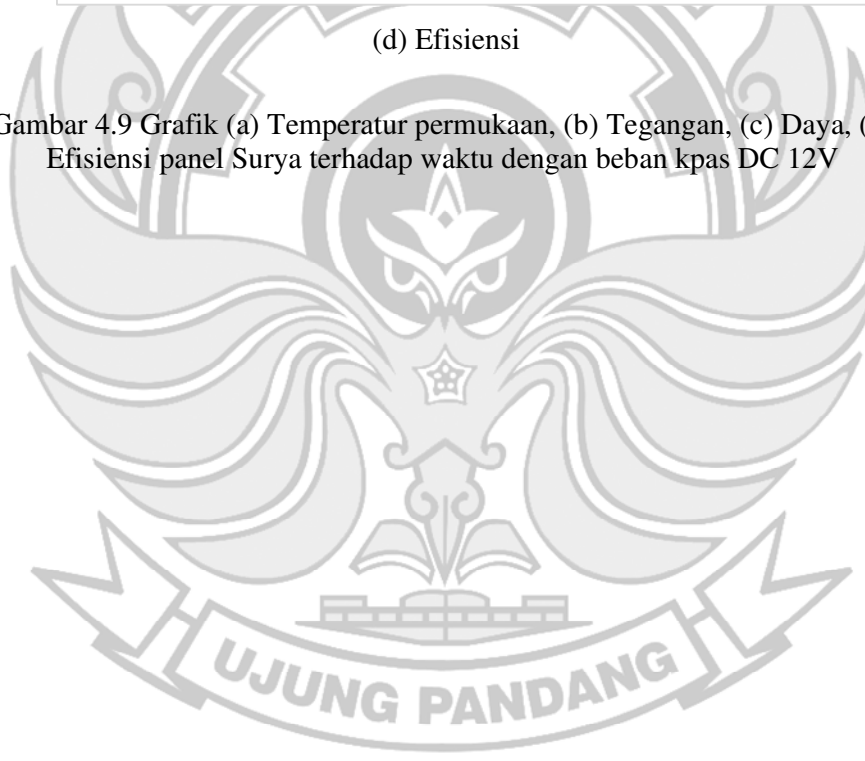 (d) Efisiensi
Gambar 4.9 Grafik (a) Temperatur permukaan, (b) Tegangan, (c) Daya, (
Efisiensi panel Surya terhadap waktu dengan beban kpas DC 12V
UJUNG PANDANG